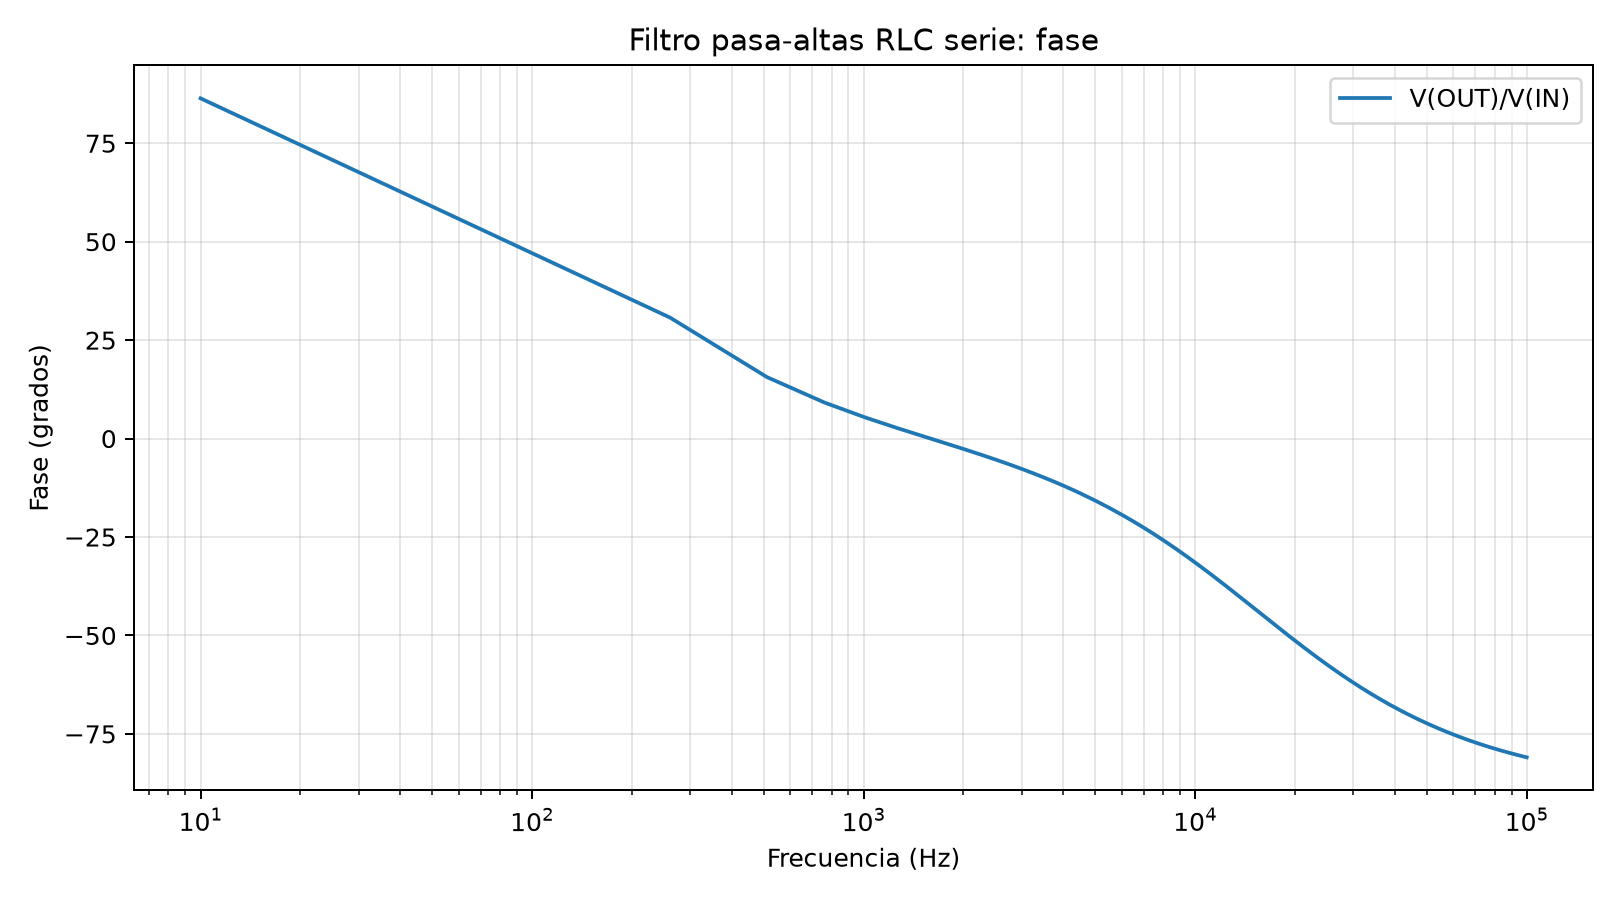 Filtro pasa-altas RLC serie: fase
V(OUT)/V(IN)
Fase (grados)
75
50
25
0
−25
−50
−75
10¹ 10² 10³ 10⁴ 10⁵
Frecuencia (Hz)